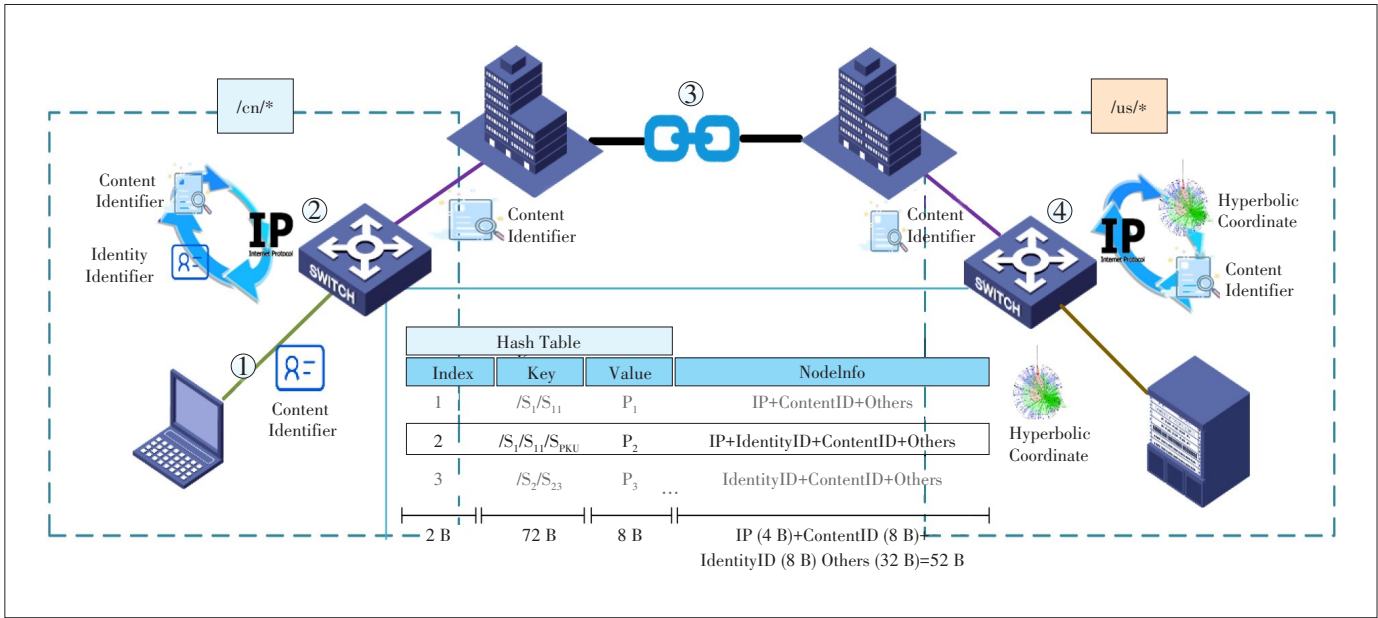 /cn/*
③
/us/*
Content
Identifier
②
IP
Internet Protocol
Identity
Identifier
SWITCH
Content
Identifier
Content
Identifier
④
SWITCH
IP
Internet Protocol
Hyperbolic
Coordinate
Content
Identifier
①
Content
Identifier
Hash Table
Index Key Value NodeInfo
1 /S₁/S₁₁ P₁ IP+ContentID+Others
2 /S₁/S₁₁/S_PKU P₂ IP+IdentityID+ContentID+Others
3 /S₂/S₂₃ P₃ ... IdentityID+ContentID+Others
2 B 72 B 8 B IP (4 B)+ContentID (8 B)+
IdentityID (8 B) Others (32 B)=52 B
Hyperbolic
Coordinate